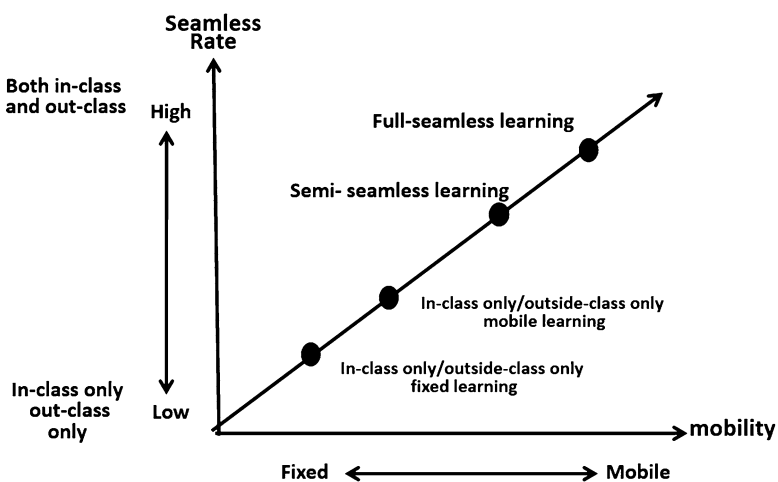 Seamless
Rate
Both in-class
and out-class
High
Full-seamless learning
Semi- seamless learning
In-class only/outside-class only
mobile learning
In-class only/outside-class only
fixed learning
In-class only
out-class
only
Low
mobility
Fixed
Mobile